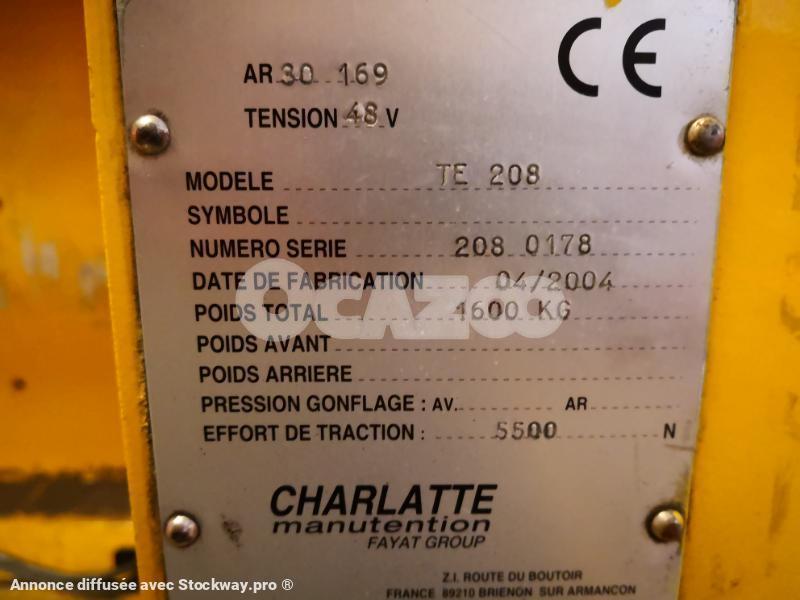 CE
AR 30 169
TENSION 48 V
MODELE TE 208
SYMBOLE
NUMERO SERIE 208 0178
DATE DE FABRICATION 04/2004
POIDS TOTAL 4600 KG
OCAZOO
POIDS AVANT
POIDS ARRIERE
PRESSION GONFLAGE : AV. AR
EFFORT DE TRACTION : 5500 N
CHARLATTE
manutention
FAYAT GROUP
Z.I. ROUTE DU BOUTOIR
FRANCE 89210 BRIENON SUR ARMANCON
Annonce diffusée avec Stockway.pro ®